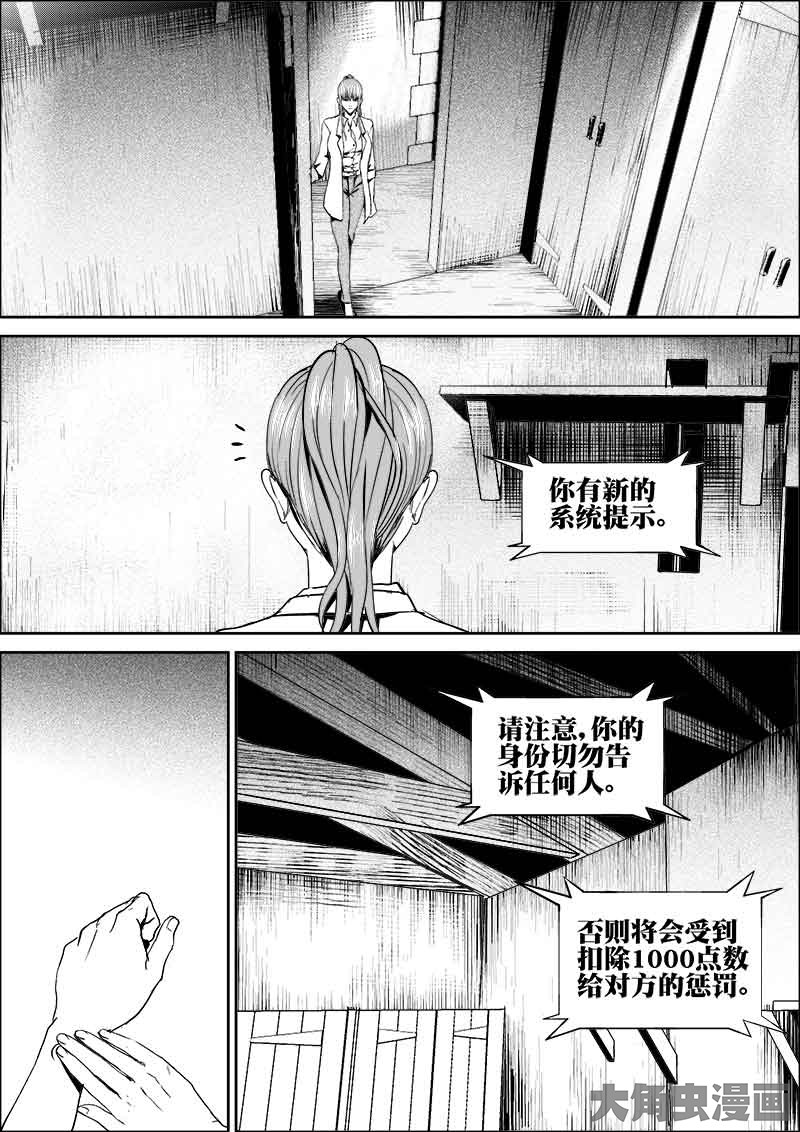 你有新的
系统提示。
请注意,你的
身份切勿告
诉任何人。
否则将会受到
扣除1000点数
给对方的惩罚。
大角虫漫画